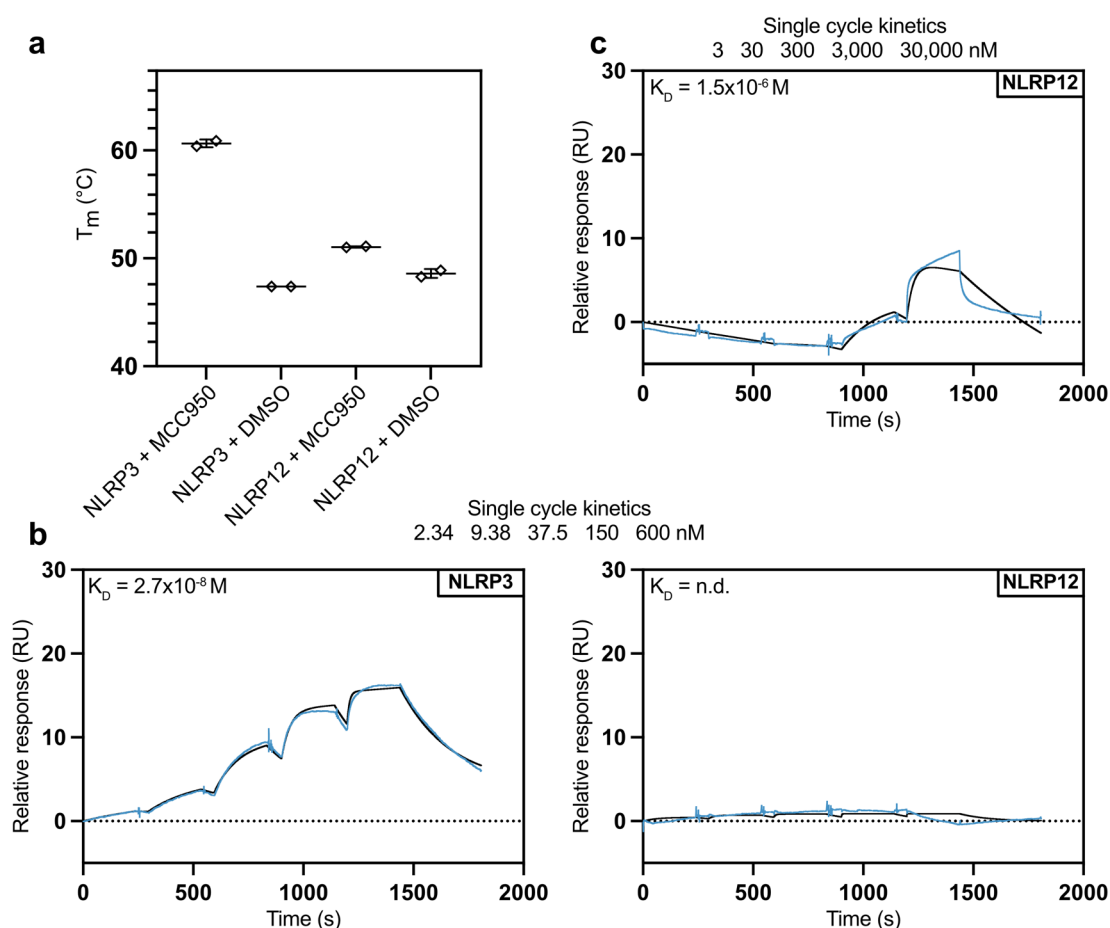 a
60
50
40
Tm (°C)
NLRP3 + MCC950
NLRP3 + DMSO
NLRP12 + MCC950
NLRP12 + DMSO
c
Single cycle kinetics
3 30 300 3,000 30,000 nM
KD = 1.5x10-6 M
NLRP12
30
20
10
0
Relative response (RU)
0 500 1000 1500 2000
Time (s)
b
Single cycle kinetics
2.34 9.38 37.5 150 600 nM
KD = 2.7x10-8 M
NLRP3
30
20
10
0
Relative response (RU)
0 500 1000 1500 2000
Time (s)
KD = n.d.
NLRP12
30
20
10
0
Relative response (RU)
0 500 1000 1500 2000
Time (s)